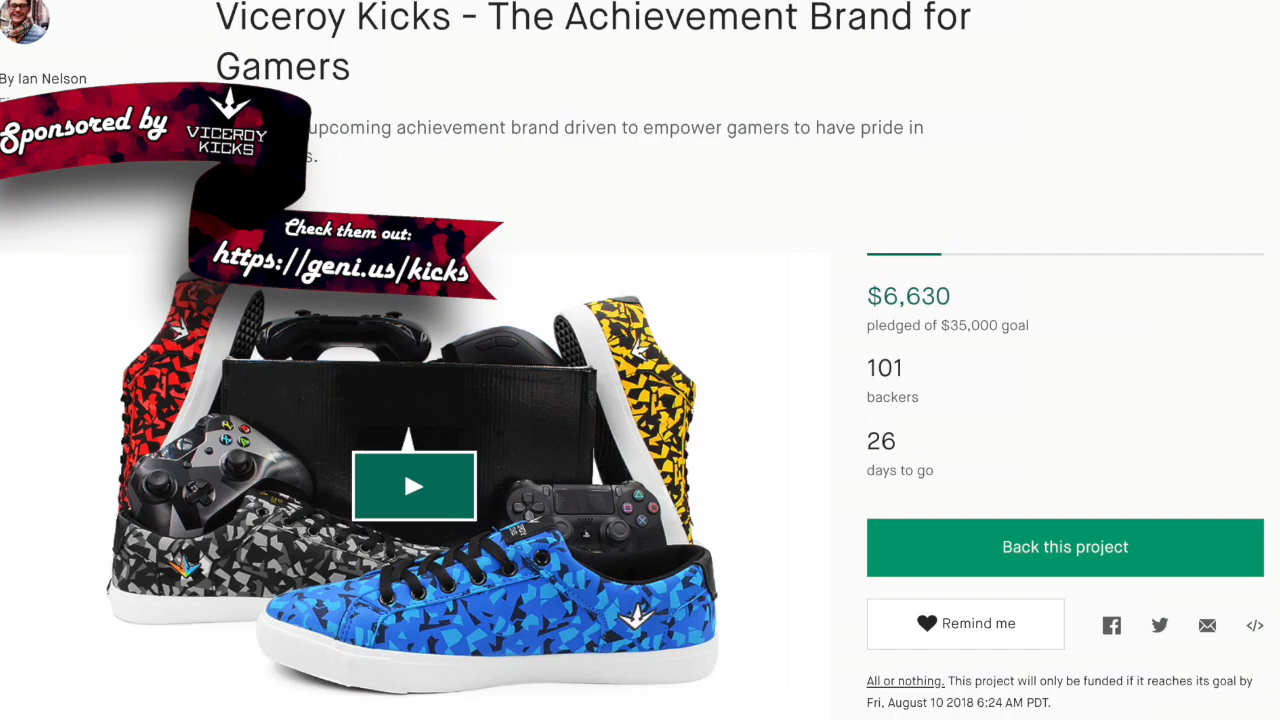 Viceroy Kicks - The Achievement Brand for
Gamers
By Ian Nelson
Sponsored by
VICEROY
KICKS
upcoming achievement brand driven to empower gamers to have pride in
s.
Check them out:
https://geni.us/kicks
$6,630
pledged of $35,000 goal
101
backers
26
days to go
Back this project
Remind me
</>
All or nothing. This project will only be funded if it reaches its goal by
Fri, August 10 2018 6:24 AM PDT.